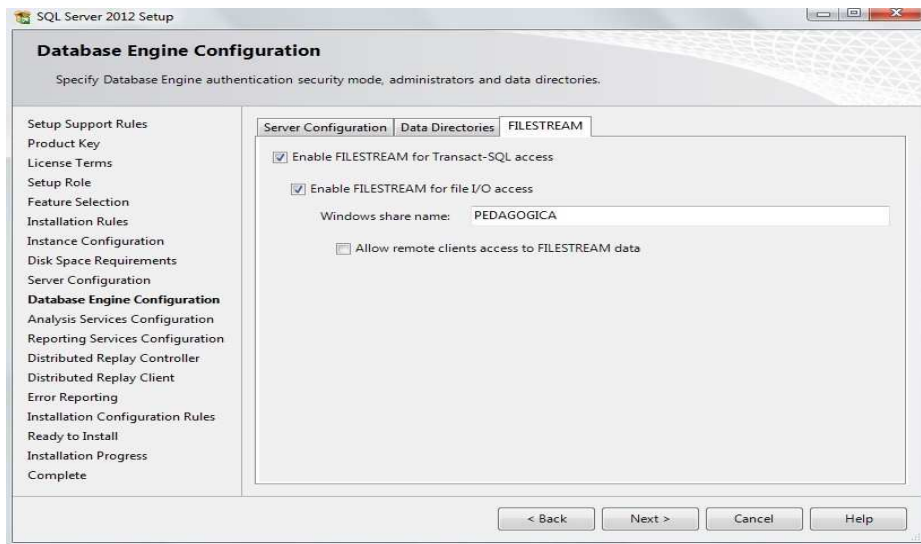 SQL Server 2012 Setup
Database Engine Configuration
Specify Database Engine authentication security mode, administrators and data directories.
Setup Support Rules
Product Key
License Terms
Setup Role
Feature Selection
Installation Rules
Instance Configuration
Disk Space Requirements
Server Configuration
Database Engine Configuration
Analysis Services Configuration
Reporting Services Configuration
Distributed Replay Controller
Distributed Replay Client
Error Reporting
Installation Configuration Rules
Ready to Install
Installation Progress
Complete
Server Configuration Data Directories FILESTREAM
Enable FILESTREAM for Transact-SQL access
Enable FILESTREAM for file I/O access
Windows share name: PEDAGOGICA
Allow remote clients access to FILESTREAM data
< Back Next > Cancel Help